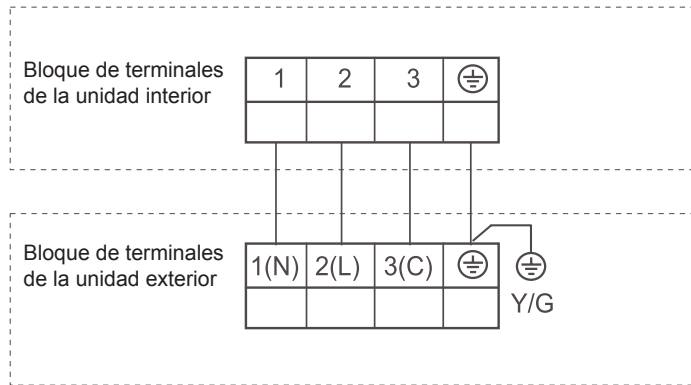 Bloque de terminales
de la unidad interior
1 2 3
Bloque de terminales
de la unidad exterior
1(N) 2(L) 3(C)
Y/G